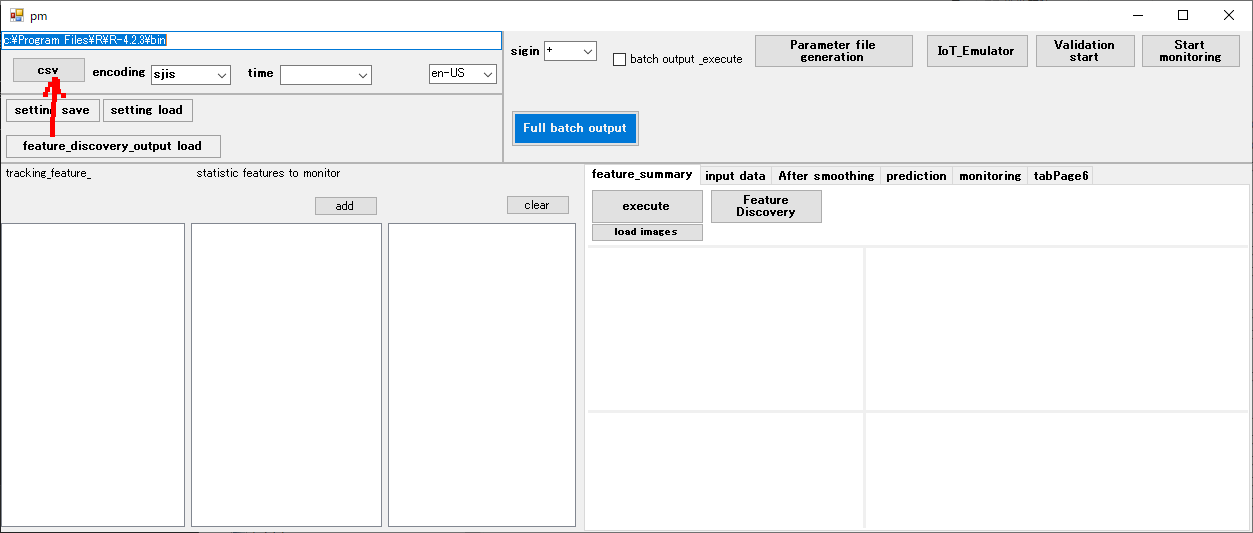 pm
c:¥Program Files¥R¥R-4.2.3¥bin
csv
encoding
sjis
time
en-US
setting save
setting load
feature_discovery_output load
sigin
+
batch output _execute
Parameter file
generation
IoT_Emulator
Validation
start
Start
monitoring
Full batch output
tracking_feature_
statistic features to monitor
add
clear
feature_summary
input data
After smoothing
prediction
monitoring
tabPage6
execute
Feature
Discovery
load images